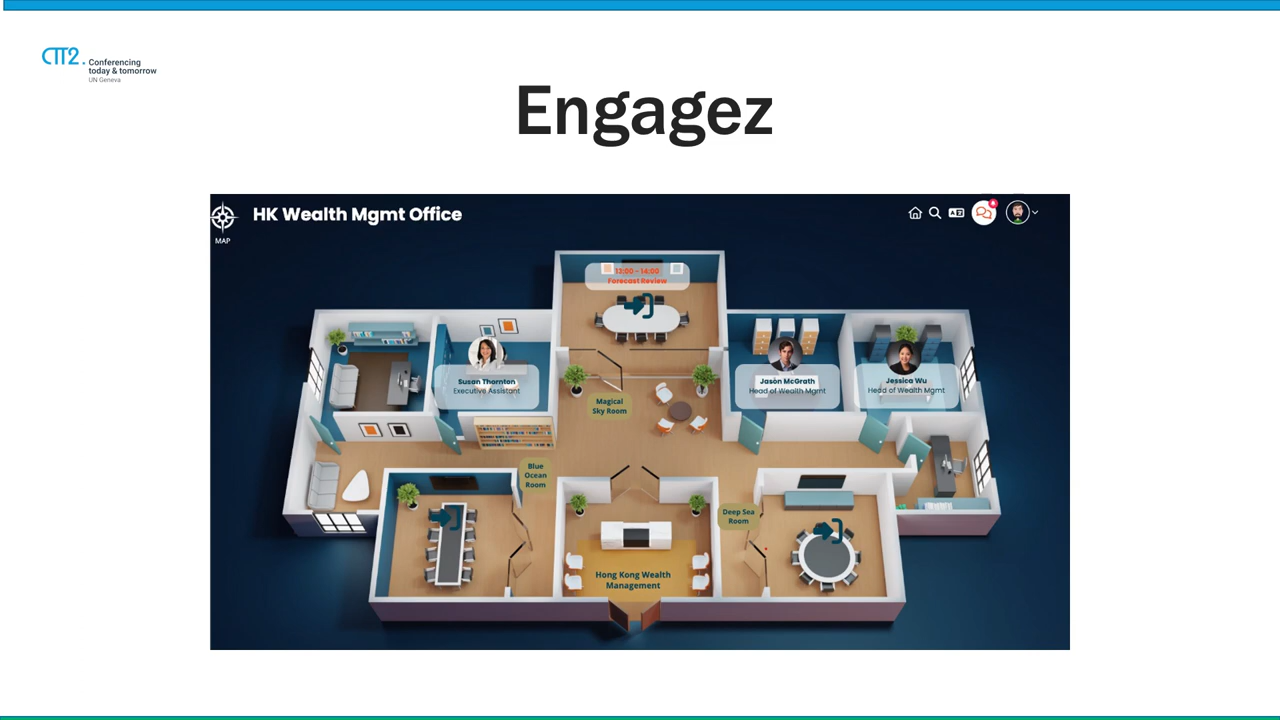 CTT2.
Conferencing
today & tomorrow
UN Geneva
Engagez
HK Wealth Mgmt Office
MAP
13:00 - 14:00
Forecast Review
Susan Thornton
Executive Assistant
Jason McGrath
Head of Wealth Mgmt
Jessica Wu
Head of Wealth Mgmt
Magical
Sky Room
Blue
Ocean
Room
Deep Sea
Room
Hong Kong Wealth
Management